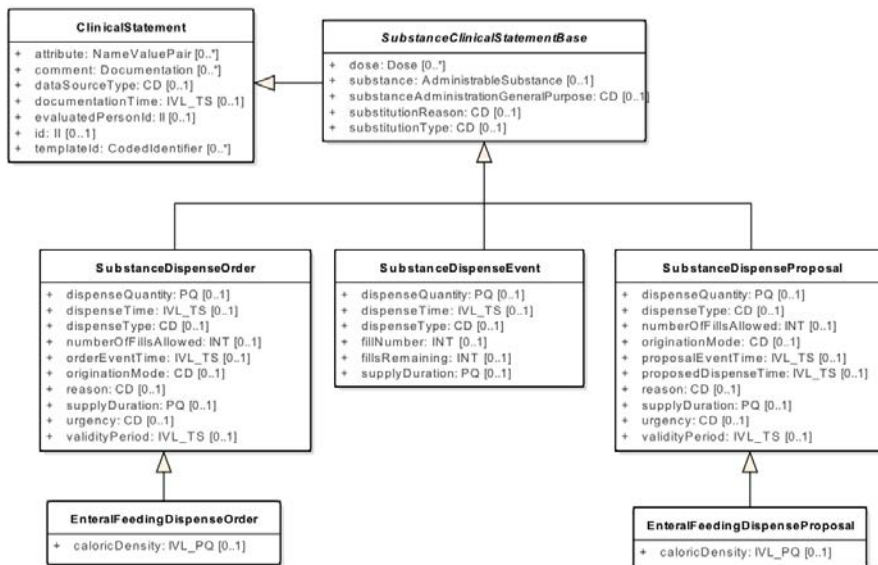 ClinicalStatement
+ attribute: NameValuePair [0..*]
+ comment: Documentation [0..*]
+ dataSourceType: CD [0..1]
+ documentationTime: IVL_TS [0..1]
+ evaluatedPersonId: II [0..1]
+ id: II [0..1]
+ templateId: CodedIdentifier [0..*]
SubstanceClinicalStatementBase
+ dose: Dose [0..*]
+ substance: AdministrableSubstance [0..1]
+ substanceAdministrationGeneralPurpose: CD [0..1]
+ substitutionReason: CD [0..1]
+ substitutionType: CD [0..1]
SubstanceDispenseOrder
+ dispenseQuantity: PQ [0..1]
+ dispenseTime: IVL_TS [0..1]
+ dispenseType: CD [0..1]
+ numberOfFillsAllowed: INT [0..1]
+ orderEventTime: IVL_TS [0..1]
+ originationMode: CD [0..1]
+ reason: CD [0..1]
+ supplyDuration: PQ [0..1]
+ urgency: CD [0..1]
+ validityPeriod: IVL_TS [0..1]
SubstanceDispenseEvent
+ dispenseQuantity: PQ [0..1]
+ dispenseTime: IVL_TS [0..1]
+ dispenseType: CD [0..1]
+ fillNumber: INT [0..1]
+ fillsRemaining: INT [0..1]
+ supplyDuration: PQ [0..1]
SubstanceDispenseProposal
+ dispenseQuantity: PQ [0..1]
+ dispenseType: CD [0..1]
+ numberOfFillsAllowed: INT [0..1]
+ originationMode: CD [0..1]
+ proposalEventTime: IVL_TS [0..1]
+ proposedDispenseTime: IVL_TS [0..1]
+ reason: CD [0..1]
+ supplyDuration: PQ [0..1]
+ urgency: CD [0..1]
+ validityPeriod: IVL_TS [0..1]
EnteralFeedingDispenseOrder
+ caloricDensity: IVL_PQ [0..1]
EnteralFeedingDispenseProposal
+ caloricDensity: IVL_PQ [0..1]